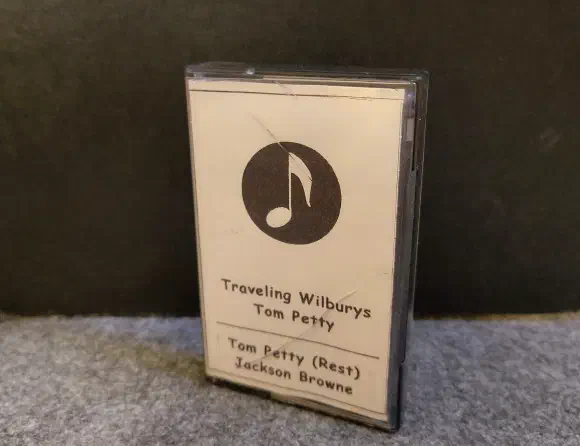 Traveling Wilburys
Tom Petty
Tom Petty (Rest)
Jackson Browne